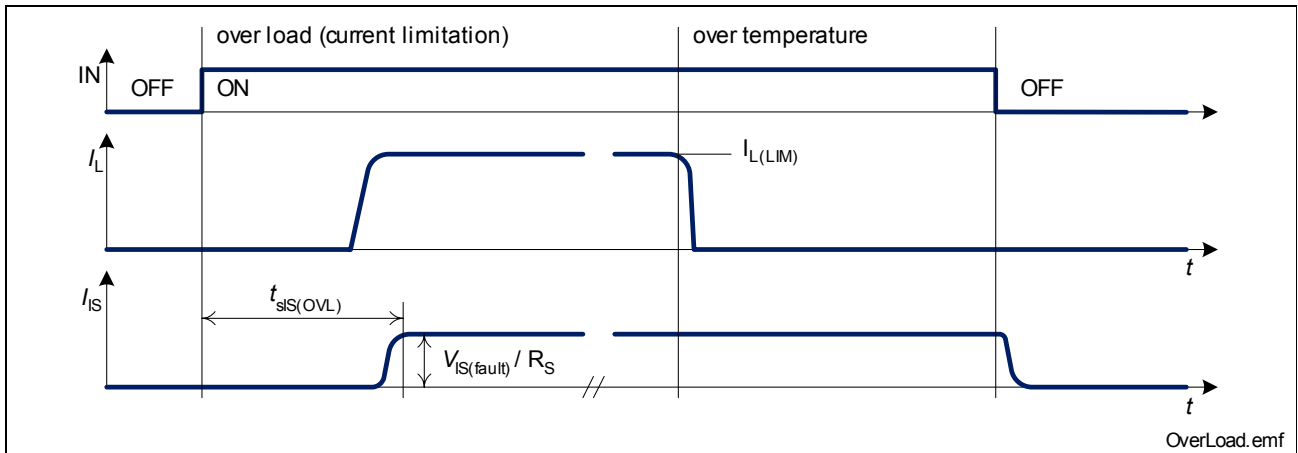 over load (current limitation)
over temperature
IN
OFF
ON
OFF
I_L
I_L(LIM)
t
I_IS
t_sIS(OVL)
V_IS(fault) / R_S
//
t
OverLoad.emf